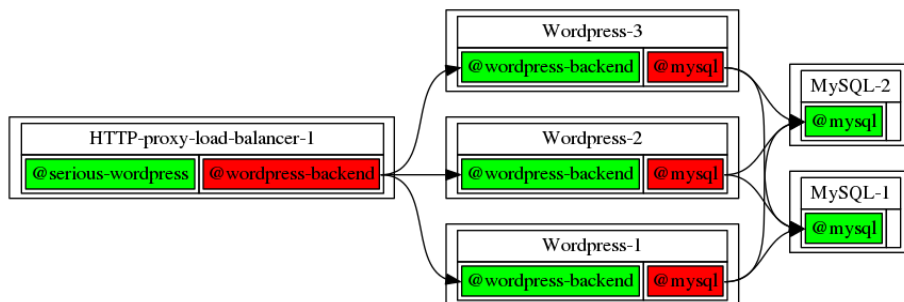 HTTP-proxy-load-balancer-1
@serious-wordpress @wordpress-backend
Wordpress-3
@wordpress-backend @mysql
Wordpress-2
@wordpress-backend @mysql
Wordpress-1
@wordpress-backend @mysql
MySQL-2
@mysql
MySQL-1
@mysql